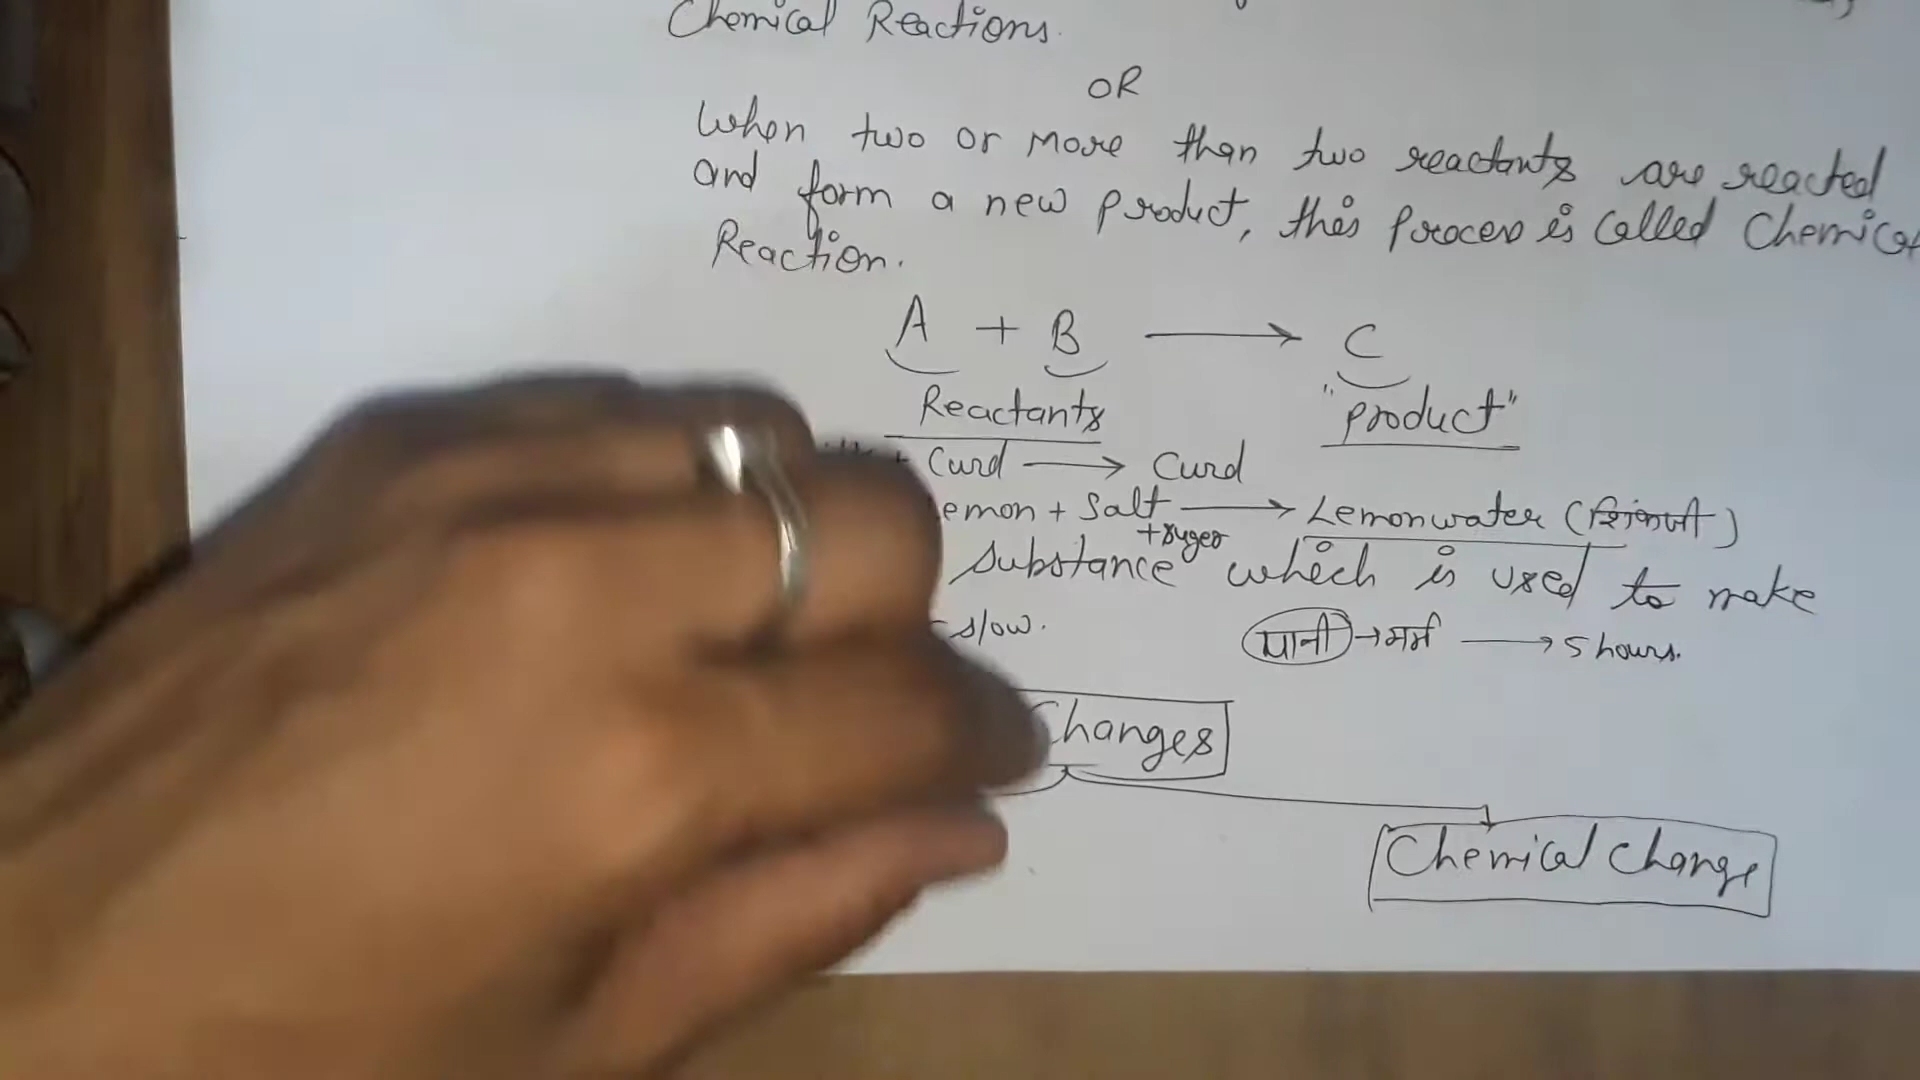 Chemical Reactions.
OR
When two or more than two reactants are reacted
and form a new product, this process is called Chemical
Reaction.
A + B → C
Reactants "product"
+ Curd → Curd
emon + Salt → Lemonwater
+suger
substance which is used to make
slow. पानी → गर्म → 5 hours.
Changes
Chemical change